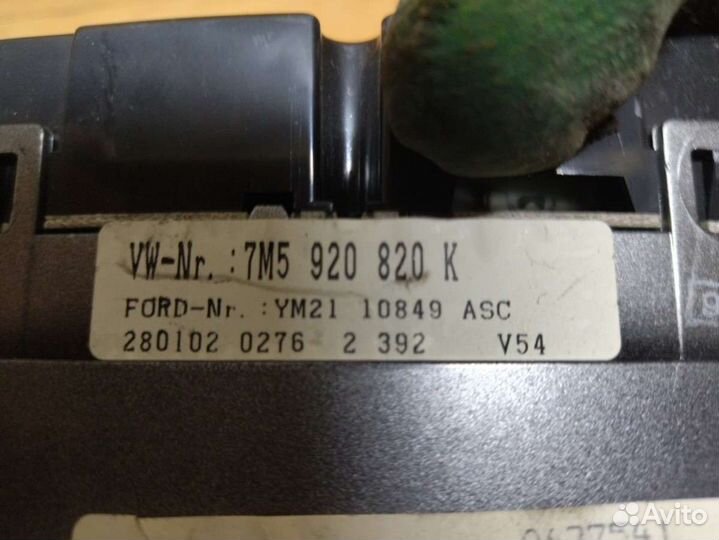 VW-Nr. :7M5 920 820 K
FORD-Nr. :YM21 10849 ASC
280102 0276 2 392 V54
Avito